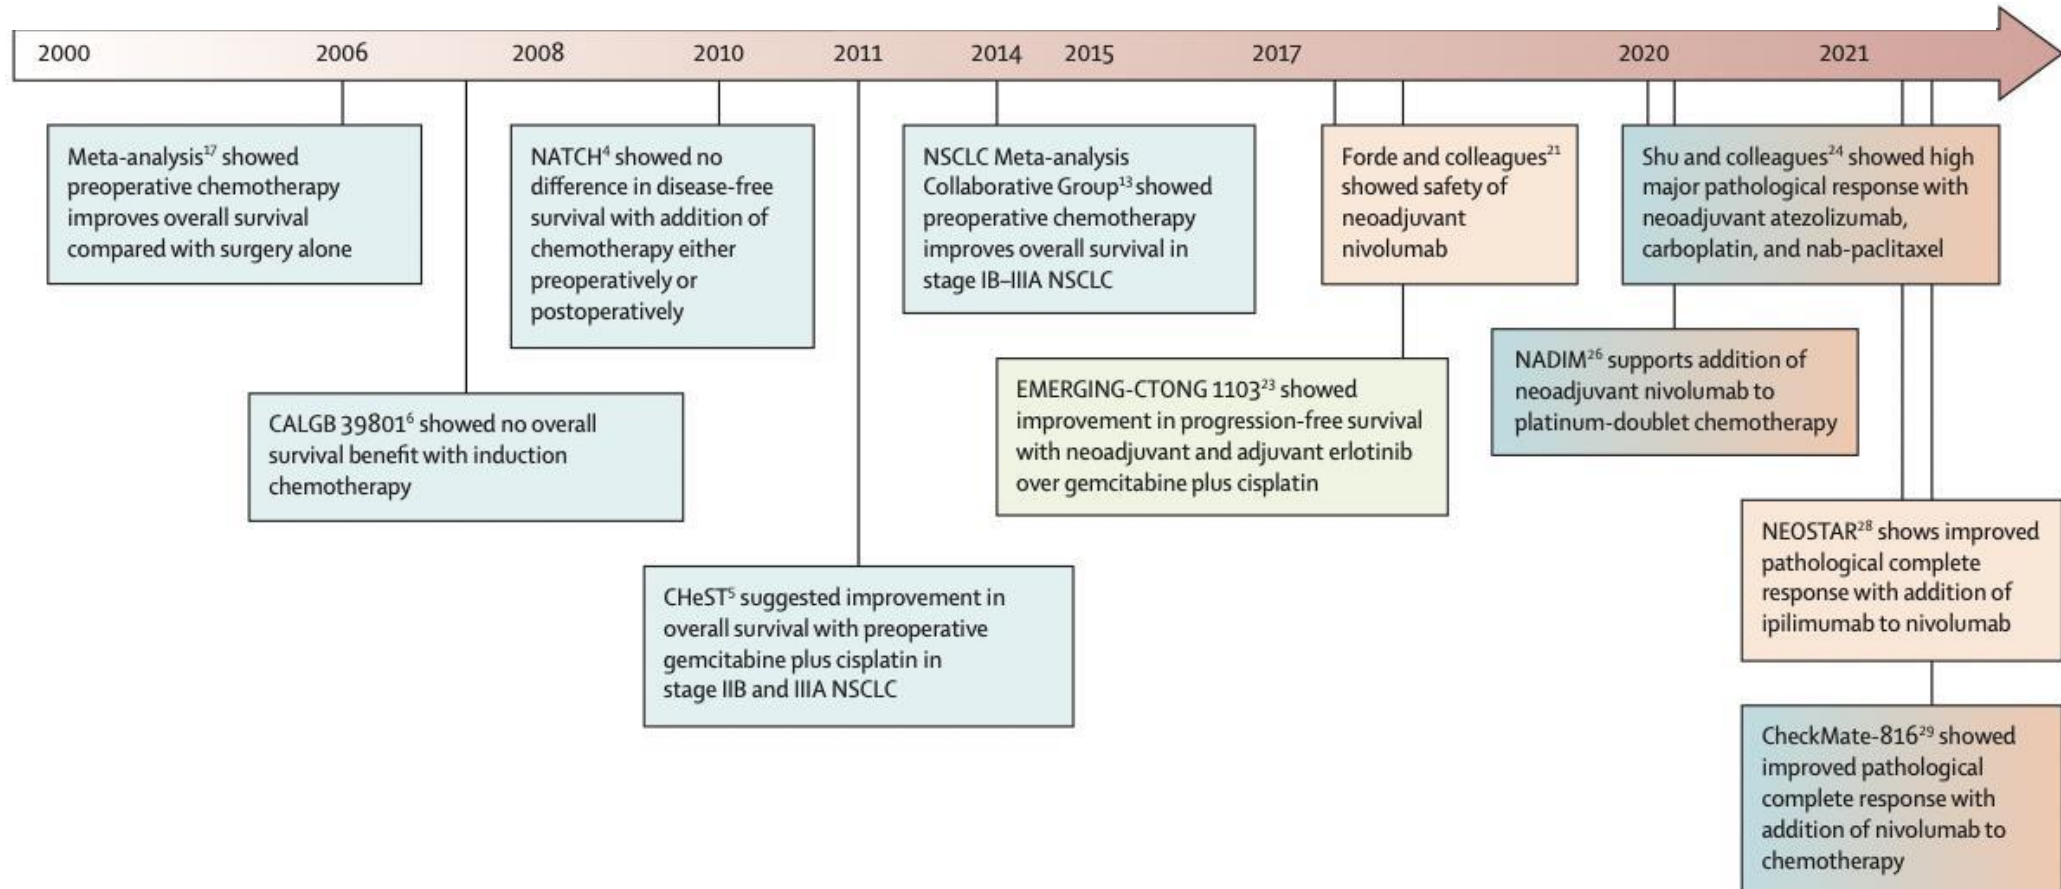 2000 2006 2008 2010 2011 2014 2015 2017 2020 2021
Meta-analysis¹⁷ showed
preoperative chemotherapy
improves overall survival
compared with surgery alone
NATCH⁴ showed no
difference in disease-free
survival with addition of
chemotherapy either
preoperatively or
postoperatively
NSCLC Meta-analysis
Collaborative Group¹³ showed
preoperative chemotherapy
improves overall survival in
stage IB–IIIA NSCLC
Forde and colleagues²¹
showed safety of
neoadjuvant
nivolumab
Shu and colleagues²⁴ showed high
major pathological response with
neoadjuvant atezolizumab,
carboplatin, and nab-paclitaxel
CALGB 39801⁶ showed no overall
survival benefit with induction
chemotherapy
EMERGING-CTONG 1103²³ showed
improvement in progression-free survival
with neoadjuvant and adjuvant erlotinib
over gemcitabine plus cisplatin
NADIM²⁶ supports addition of
neoadjuvant nivolumab to
platinum-doublet chemotherapy
CHeST⁵ suggested improvement in
overall survival with preoperative
gemcitabine plus cisplatin in
stage IIB and IIIA NSCLC
NEOSTAR²⁸ shows improved
pathological complete
response with addition of
ipilimumab to nivolumab
CheckMate-816²⁹ showed
improved pathological
complete response with
addition of nivolumab to
chemotherapy